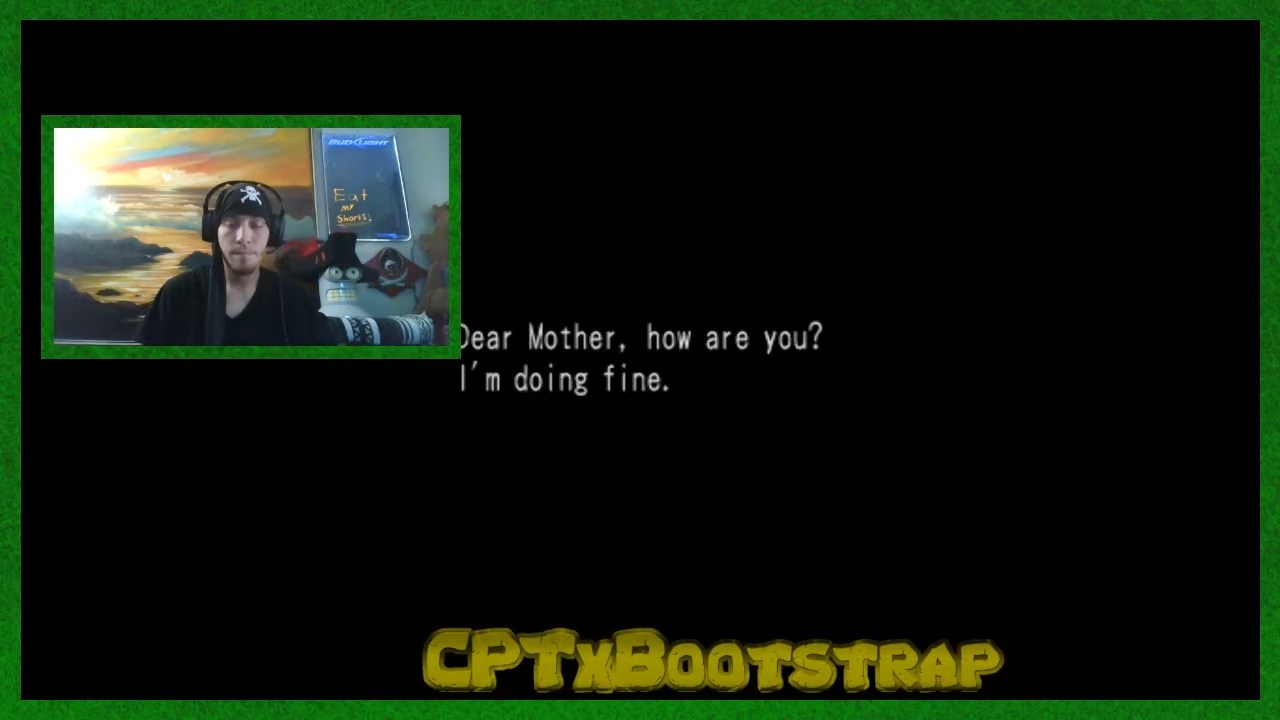 BUD LIGHT
Eat
my
Shorts!
Dear Mother, how are you?
I'm doing fine.
CPTxBootstrap